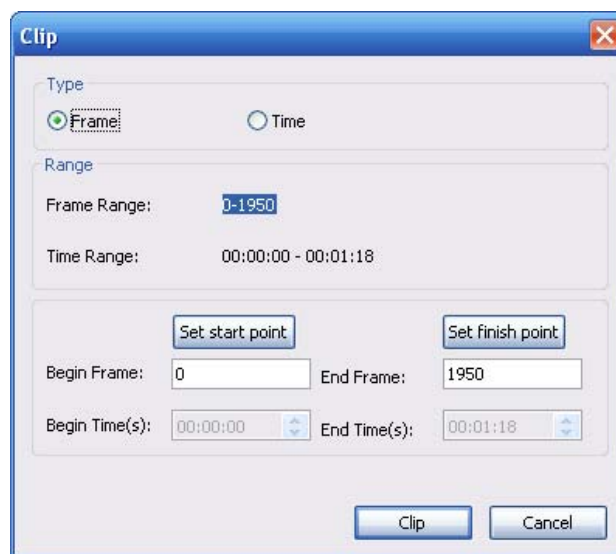 Clip
Type
Frame Time
Range
Frame Range: 0-1950
Time Range: 00:00:00 - 00:01:18
Set start point Set finish point
Begin Frame: 0 End Frame: 1950
Begin Time(s): 00:00:00 End Time(s): 00:01:18
Clip Cancel